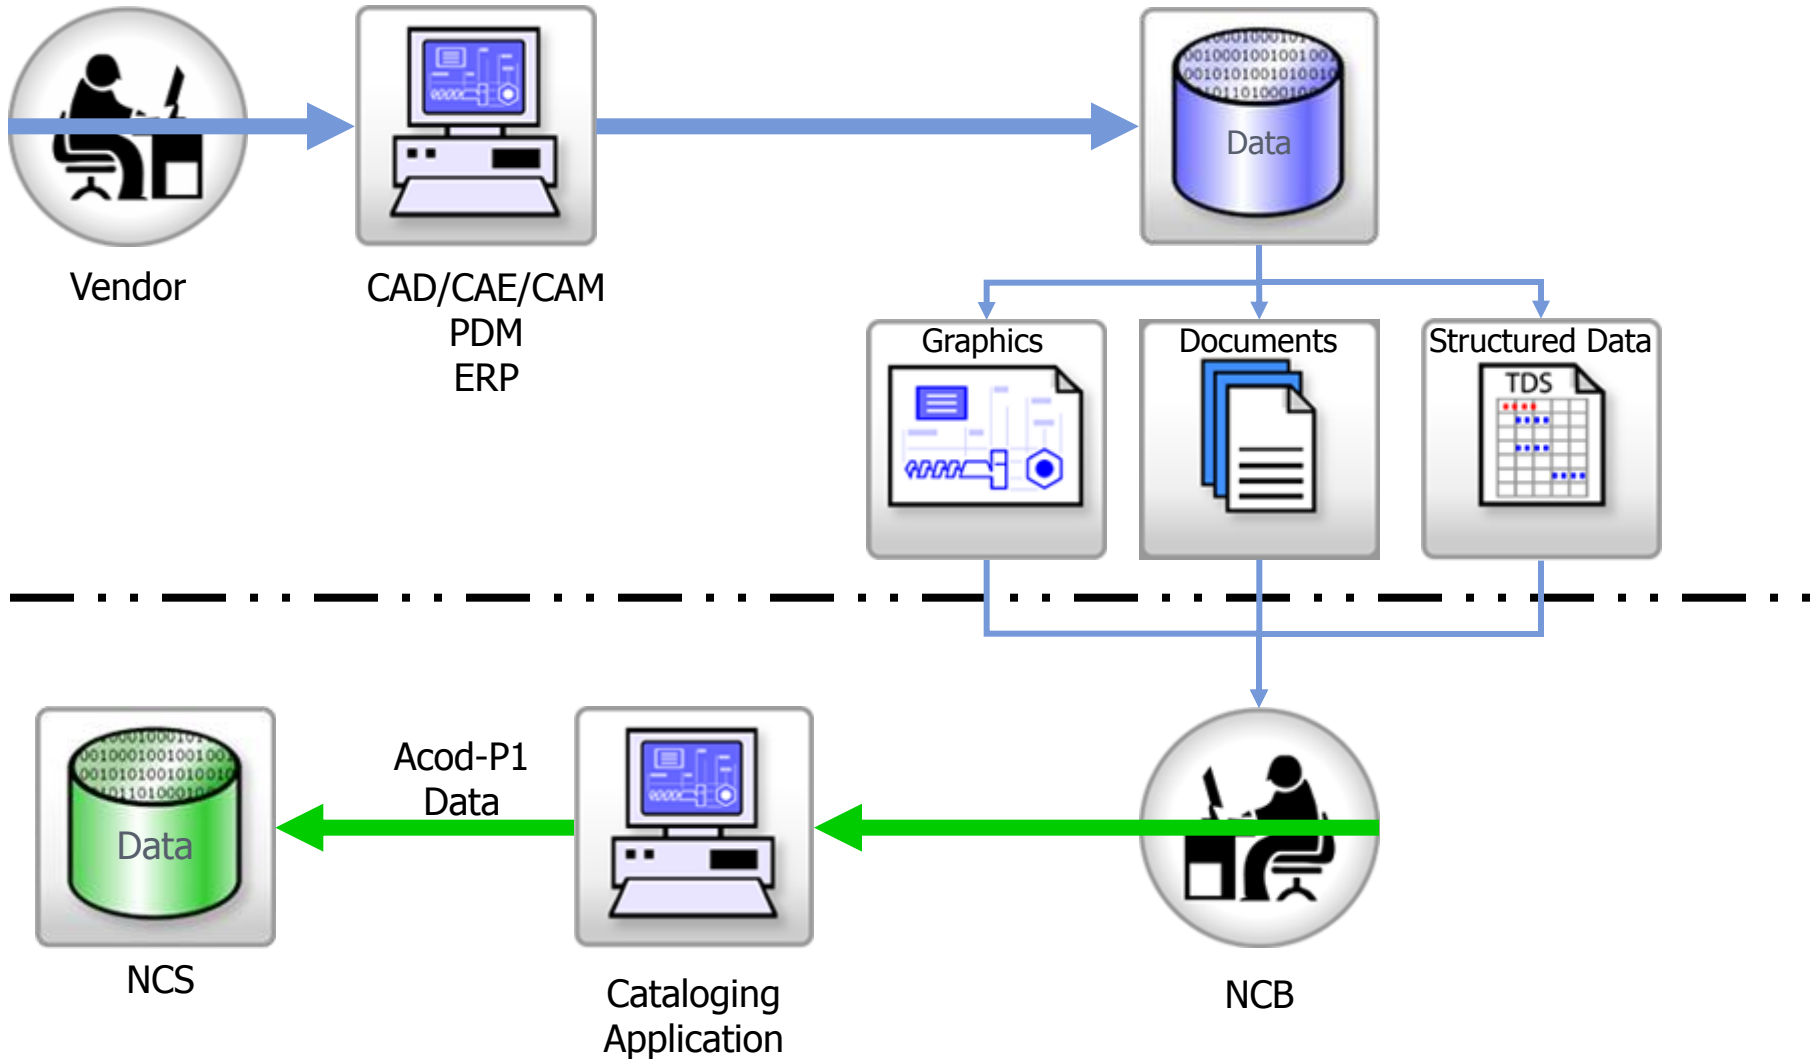 Data
Vendor
CAD/CAE/CAM
PDM
ERP
Graphics
Documents
Structured Data
TDS
Acod-P1
Data
Data
NCS
Cataloging
Application
NCB